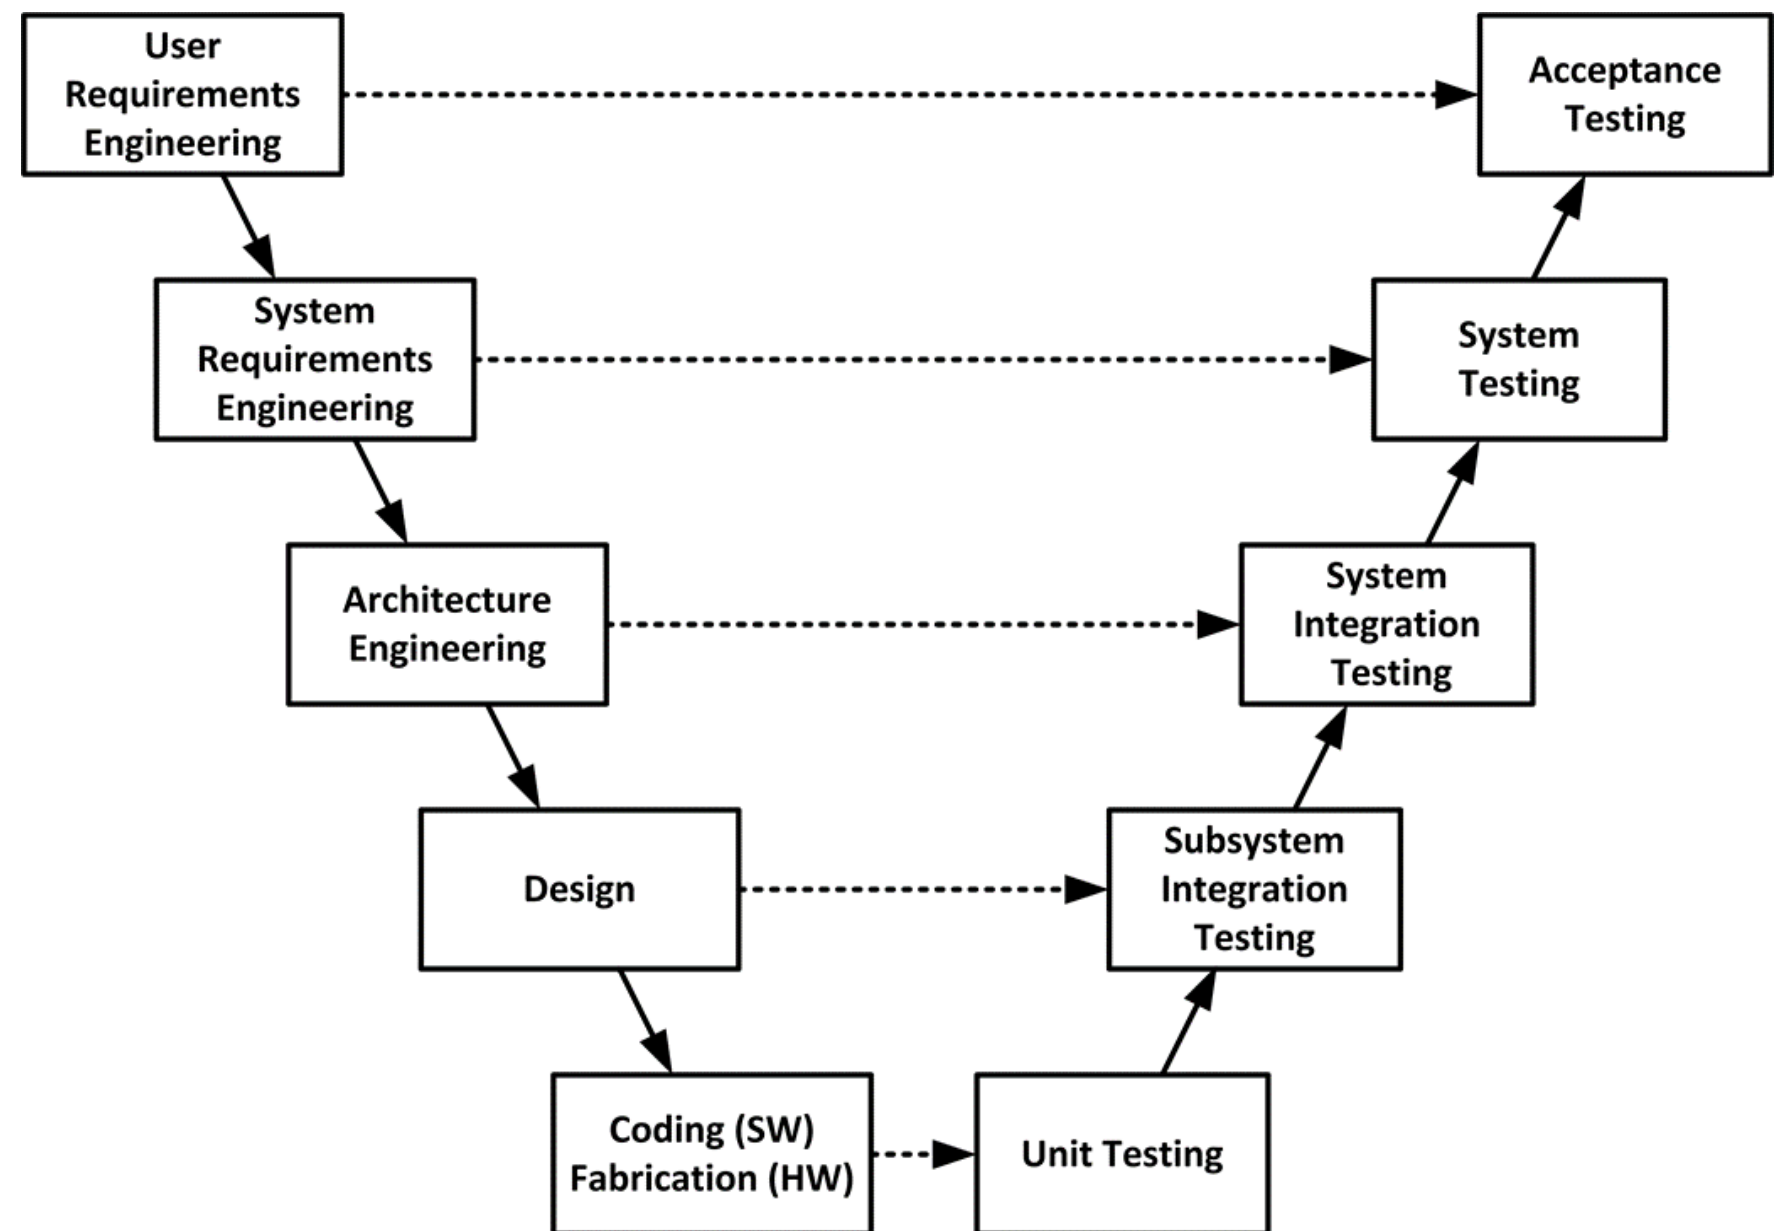 User
Requirements
Engineering
Acceptance
Testing
System
Requirements
Engineering
System
Testing
Architecture
Engineering
System
Integration
Testing
Design
Subsystem
Integration
Testing
Coding (SW)
Fabrication (HW)
Unit Testing